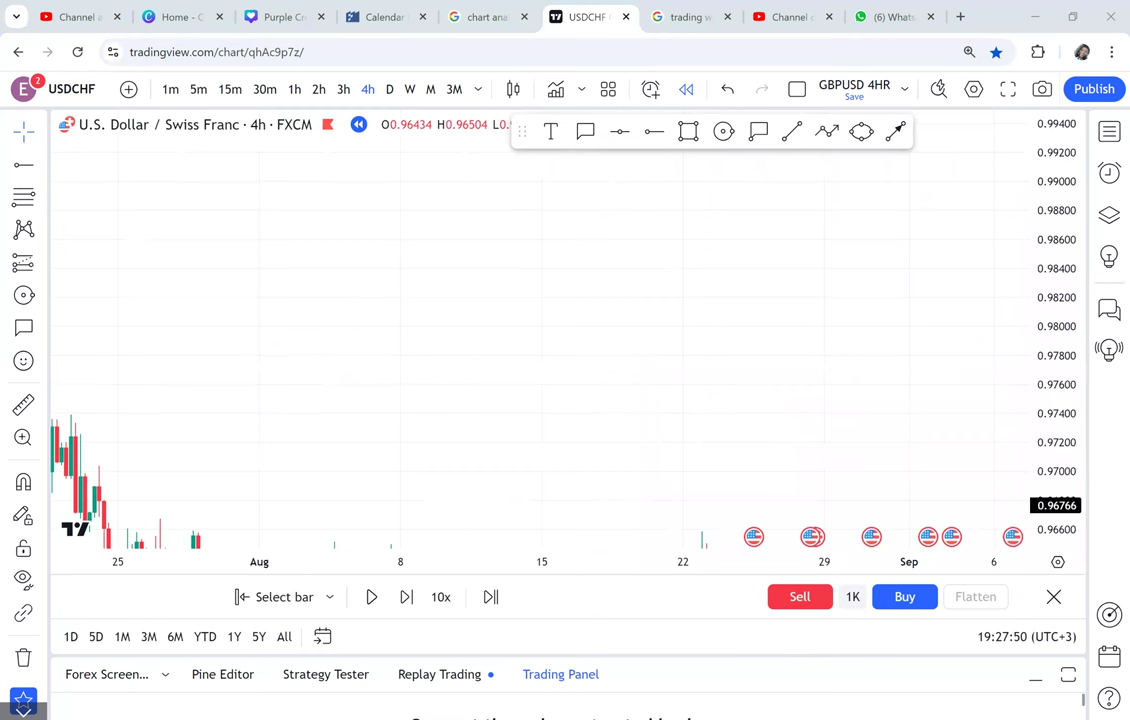 Channel a
Home - C
Purple Cr
Calendar
chart ana
USDCHF
trading w
Channel c
(6) Whats
tradingview.com/chart/qhAc9p7z/
E
2
USDCHF
1m 5m 15m 30m 1h 2h 3h 4h D W M 3M
GBPUSD 4HR
Save
Publish
U.S. Dollar / Swiss Franc · 4h · FXCM
O0.96434 H0.96504
T
0.99400
0.99200
0.99000
0.98800
0.98600
0.98400
0.98200
0.98000
0.97800
0.97600
0.97400
0.97200
0.97000
0.96766
0.96600
25 Aug 8 15 22 29 Sep 6
Select bar
10x
Sell
1K
Buy
Flatten
1D 5D 1M 3M 6M YTD 1Y 5Y All
19:27:50 (UTC+3)
Forex Screen...
Pine Editor
Strategy Tester
Replay Trading
Trading Panel